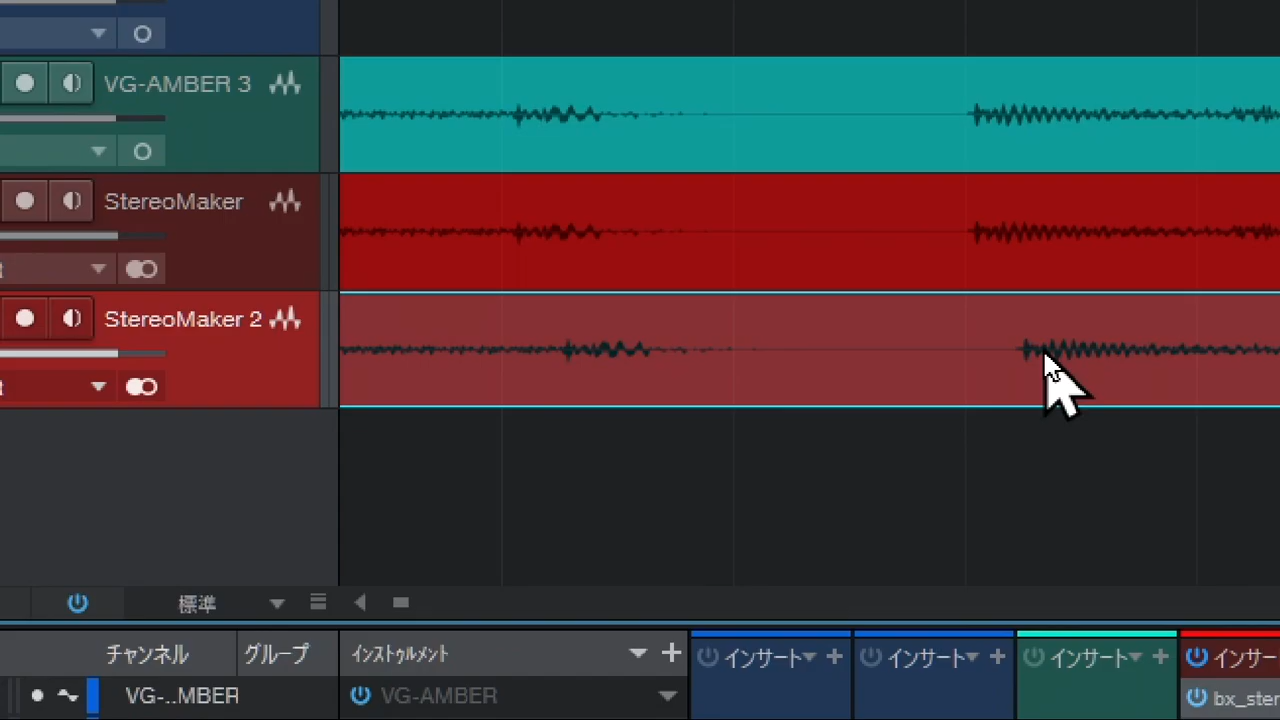 VG-AMBER 3
StereoMaker
StereoMaker 2
標準
チャンネル グループ インストゥルメント
インサート インサート インサート インサー
VG-..MBER VG-AMBER bx_ster